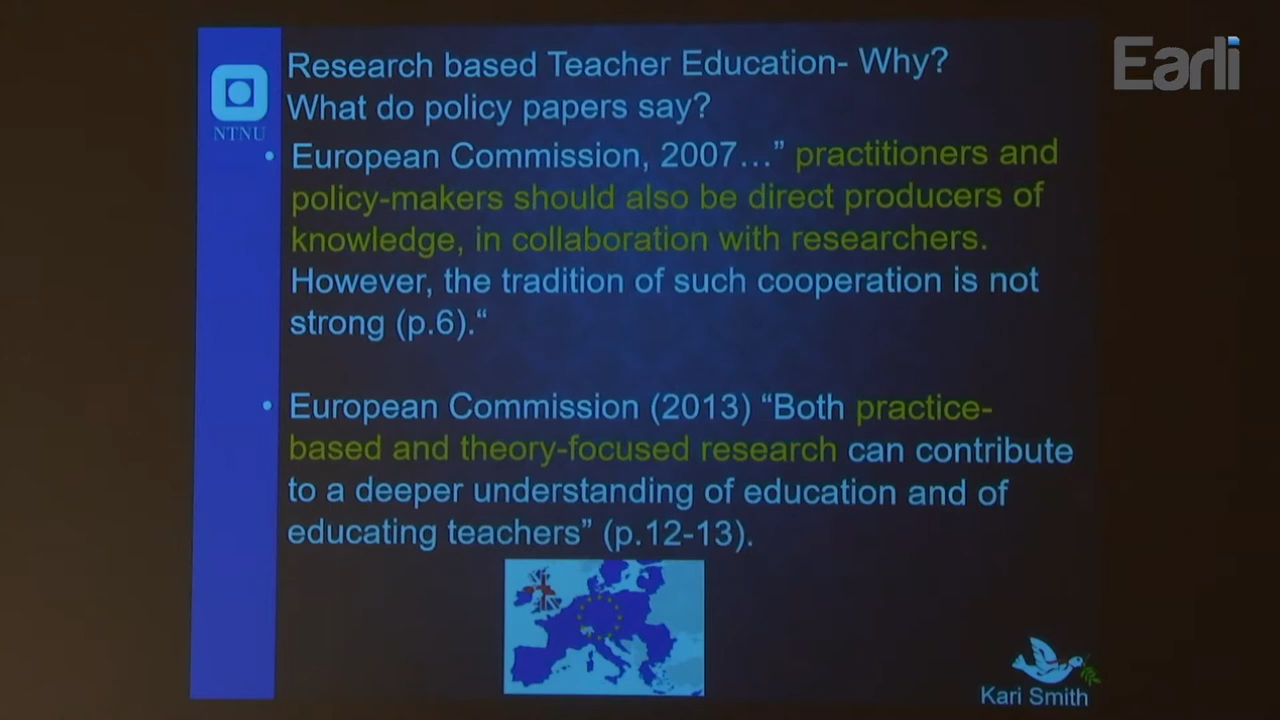 Earli
NTNU
Research based Teacher Education- Why?
What do policy papers say?
• European Commission, 2007…” practitioners and
policy-makers should also be direct producers of
knowledge, in collaboration with researchers.
However, the tradition of such cooperation is not
strong (p.6).“
• European Commission (2013) “Both practice-
based and theory-focused research can contribute
to a deeper understanding of education and of
educating teachers” (p.12-13).
Kari Smith